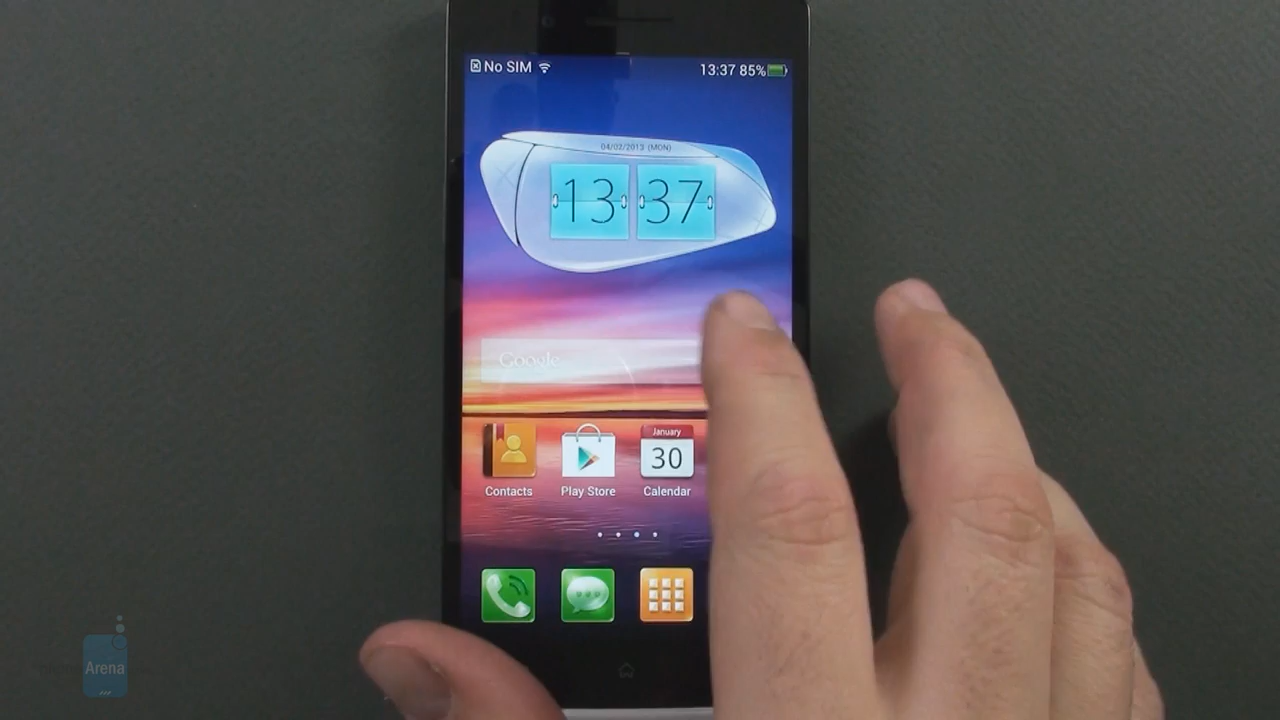 No SIM
13:37 85%
04/02/2013 (MON)
13 37
Google
January
30
Contacts
Play Store
Calendar
Arena